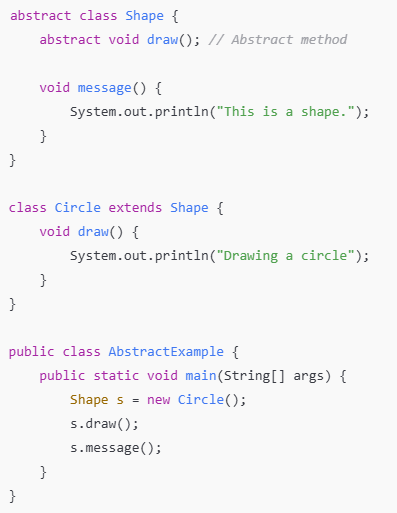 abstract class Shape {
    abstract void draw(); // Abstract method

    void message() {
        System.out.println("This is a shape.");
    }
}

class Circle extends Shape {
    void draw() {
        System.out.println("Drawing a circle");
    }
}

public class AbstractExample {
    public static void main(String[] args) {
        Shape s = new Circle();
        s.draw();
        s.message();
    }
}